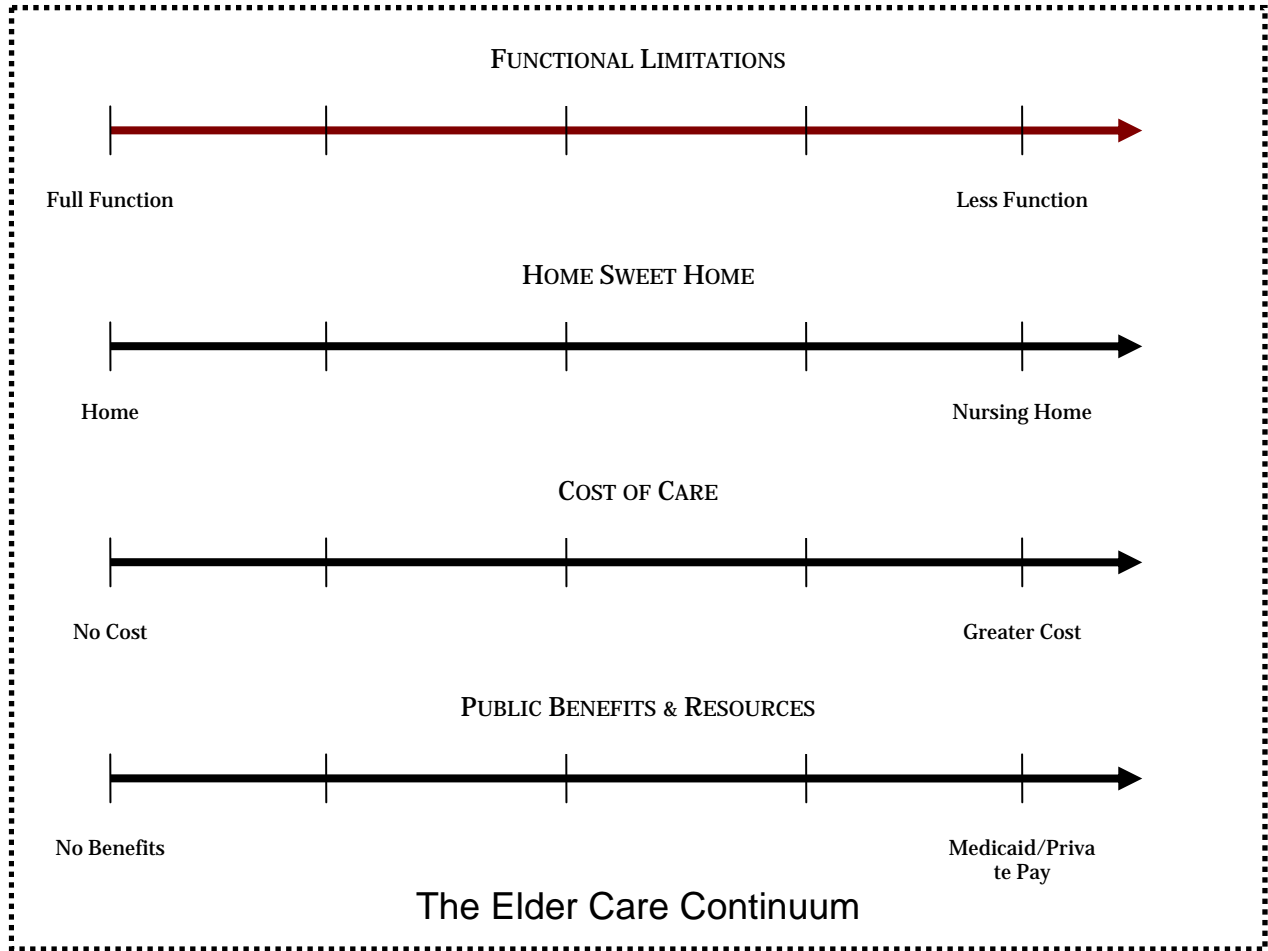 FUNCTIONAL LIMITATIONS
Full Function
Less Function
HOME SWEET HOME
Home
Nursing Home
COST OF CARE
No Cost
Greater Cost
PUBLIC BENEFITS & RESOURCES
No Benefits
Medicaid/Priva
te Pay
The Elder Care Continuum